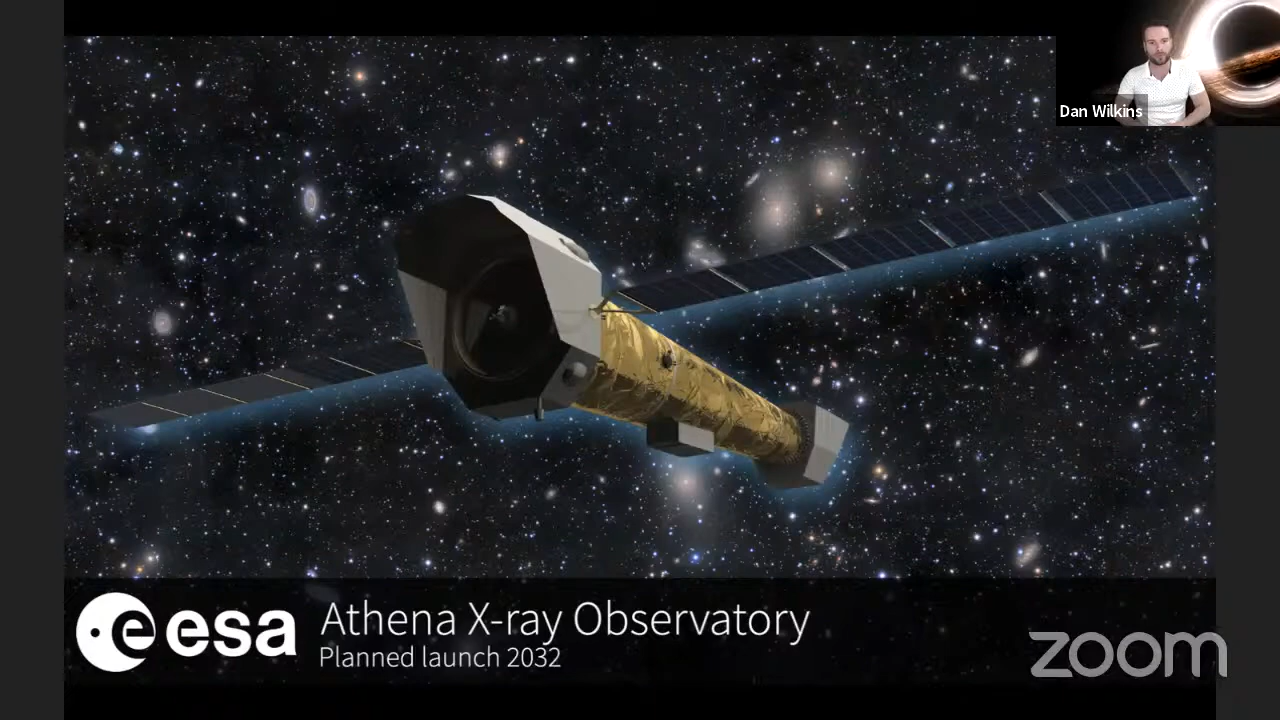 Dan Wilkins
esa
Athena X-ray Observatory
Planned launch 2032
zoom